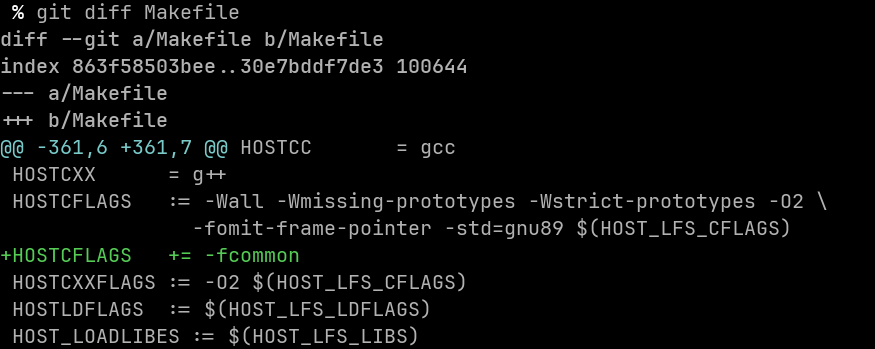 % git diff Makefile
diff --git a/Makefile b/Makefile
index 863f58503bee..30e7bddf7de3 100644
--- a/Makefile
+++ b/Makefile
@@ -361,6 +361,7 @@ HOSTCC       = gcc
 HOSTCXX      = g++
 HOSTCFLAGS   := -Wall -Wmissing-prototypes -Wstrict-prototypes -O2 \
                -fomit-frame-pointer -std=gnu89 $(HOST_LFS_CFLAGS)
+HOSTCFLAGS   += -fcommon
 HOSTCXXFLAGS := -O2 $(HOST_LFS_CFLAGS)
 HOSTLDFLAGS  := $(HOST_LFS_LDFLAGS)
 HOST_LOADLIBES := $(HOST_LFS_LIBS)